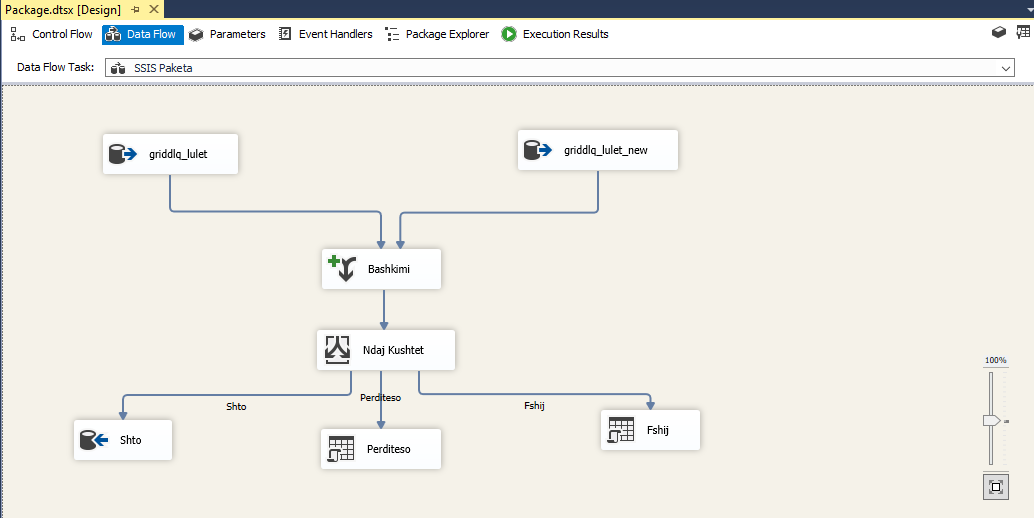 Package.dtsx [Design]
Control Flow Data Flow Parameters Event Handlers Package Explorer Execution Results
Data Flow Task: SSIS Paketa
griddlq_lulet griddlq_lulet_new
Bashkimi
Ndaj Kushtet
100%
Shto Perditeso Fshij
Shto Perditeso Fshij